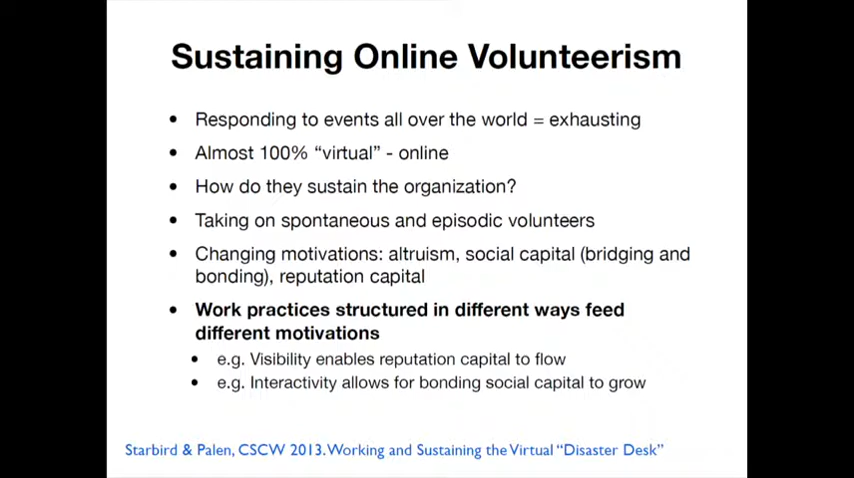 Sustaining Online Volunteerism
• Responding to events all over the world = exhausting
• Almost 100% “virtual” - online
• How do they sustain the organization?
• Taking on spontaneous and episodic volunteers
• Changing motivations: altruism, social capital (bridging and
bonding), reputation capital
• Work practices structured in different ways feed
different motivations
• e.g. Visibility enables reputation capital to flow
• e.g. Interactivity allows for bonding social capital to grow
Starbird & Palen, CSCW 2013. Working and Sustaining the Virtual “Disaster Desk”